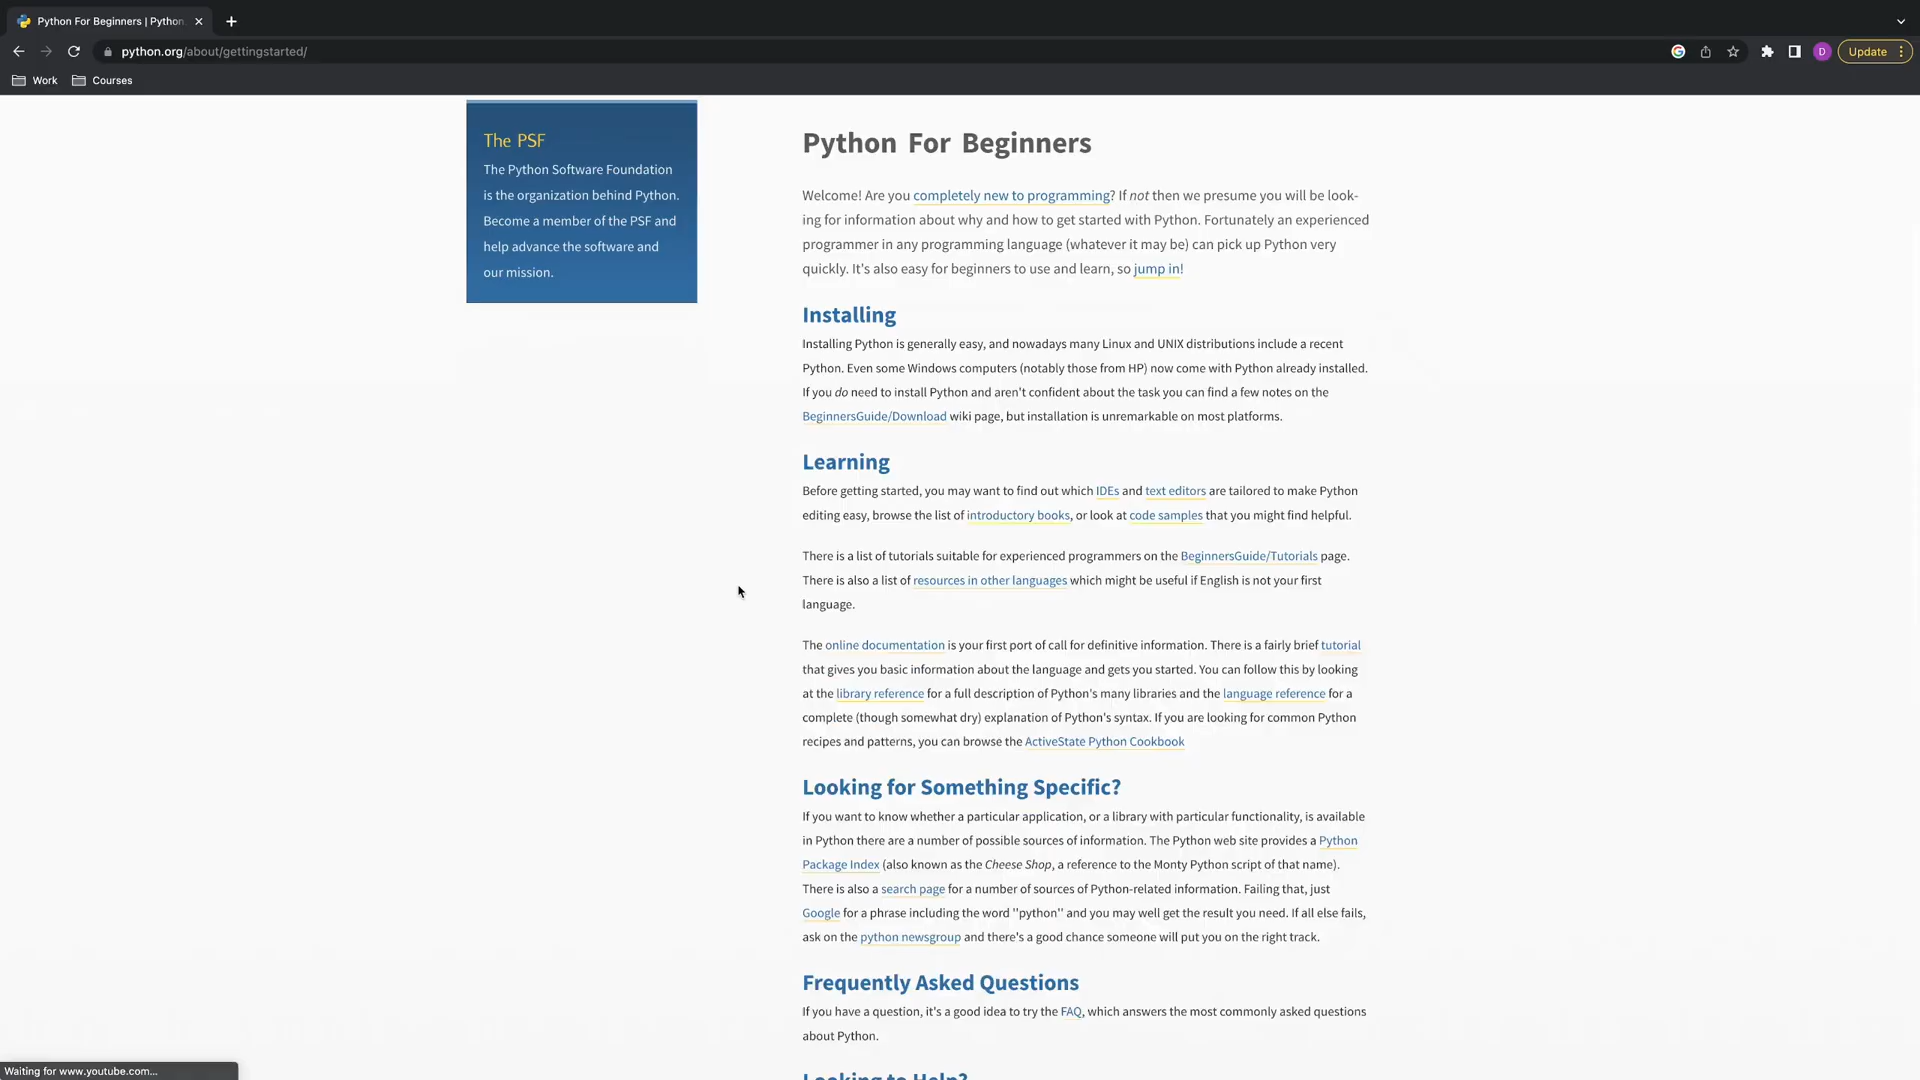 Python For Beginners | Python
python.org/about/gettingstarted/
D
Update
Work
Courses
The PSF
The Python Software Foundation
is the organization behind Python.
Become a member of the PSF and
help advance the software and
our mission.
Python For Beginners
Welcome! Are you completely new to programming? If not then we presume you will be look-
ing for information about why and how to get started with Python. Fortunately an experienced
programmer in any programming language (whatever it may be) can pick up Python very
quickly. It's also easy for beginners to use and learn, so jump in!
Installing
Installing Python is generally easy, and nowadays many Linux and UNIX distributions include a recent
Python. Even some Windows computers (notably those from HP) now come with Python already installed.
If you do need to install Python and aren't confident about the task you can find a few notes on the
BeginnersGuide/Download wiki page, but installation is unremarkable on most platforms.
Learning
Before getting started, you may want to find out which IDEs and text editors are tailored to make Python
editing easy, browse the list of introductory books, or look at code samples that you might find helpful.
There is a list of tutorials suitable for experienced programmers on the BeginnersGuide/Tutorials page.
There is also a list of resources in other languages which might be useful if English is not your first
language.
The online documentation is your first port of call for definitive information. There is a fairly brief tutorial
that gives you basic information about the language and gets you started. You can follow this by looking
at the library reference for a full description of Python's many libraries and the language reference for a
complete (though somewhat dry) explanation of Python's syntax. If you are looking for common Python
recipes and patterns, you can browse the ActiveState Python Cookbook
Looking for Something Specific?
If you want to know whether a particular application, or a library with particular functionality, is available
in Python there are a number of possible sources of information. The Python web site provides a Python
Package Index (also known as the Cheese Shop, a reference to the Monty Python script of that name).
There is also a search page for a number of sources of Python-related information. Failing that, just
Google for a phrase including the word ''python'' and you may well get the result you need. If all else fails,
ask on the python newsgroup and there's a good chance someone will put you on the right track.
Frequently Asked Questions
If you have a question, it's a good idea to try the FAQ, which answers the most commonly asked questions
about Python.
Looking to Help?
Waiting for www.youtube.com...